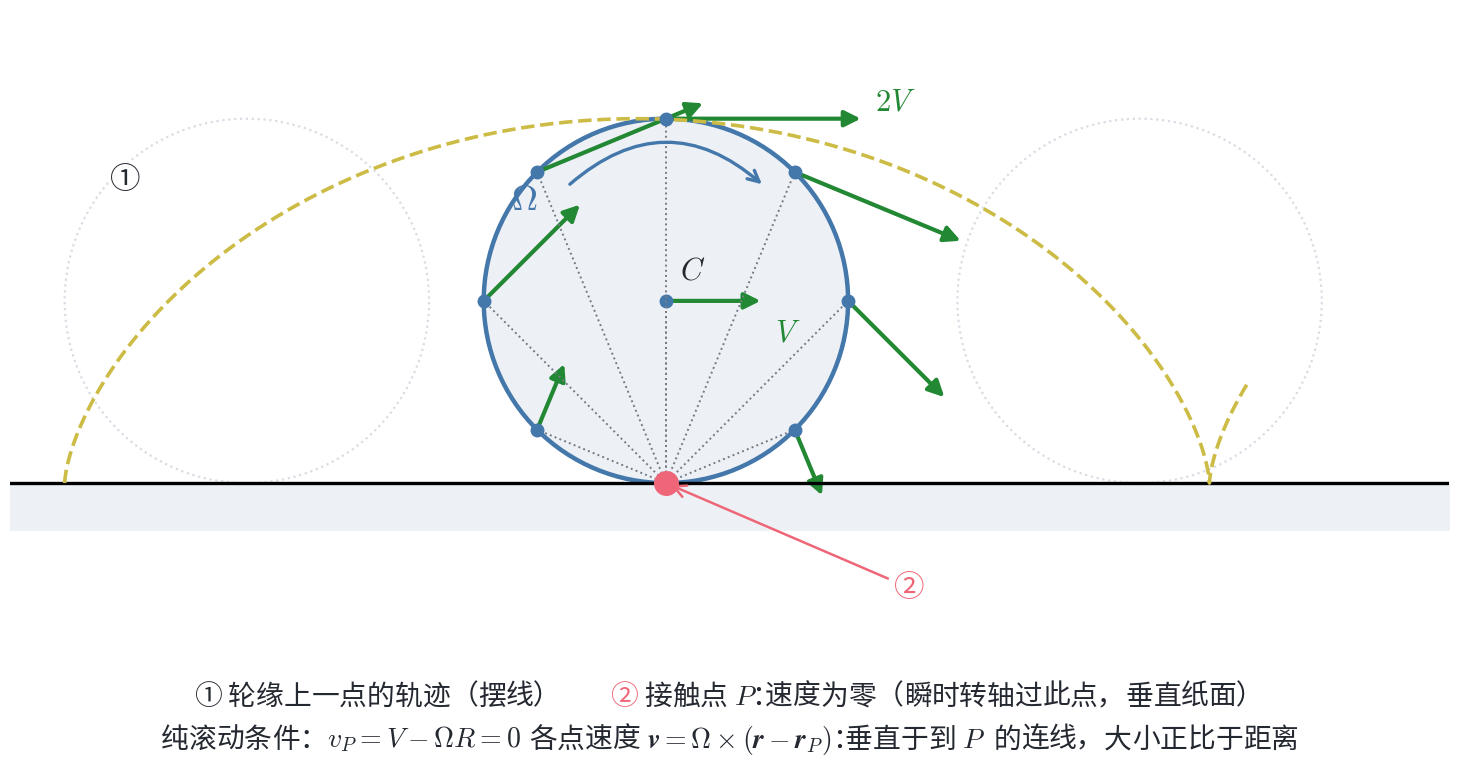 2V
①
Ω
C
V
②
① 轮缘上一点的轨迹（摆线） ② 接触点 P:速度为零（瞬时转轴过此点，垂直纸面）
纯滚动条件：v_P = V − ΩR = 0 各点速度 v = Ω × (r − r_P):垂直于到 P 的连线，大小正比于距离